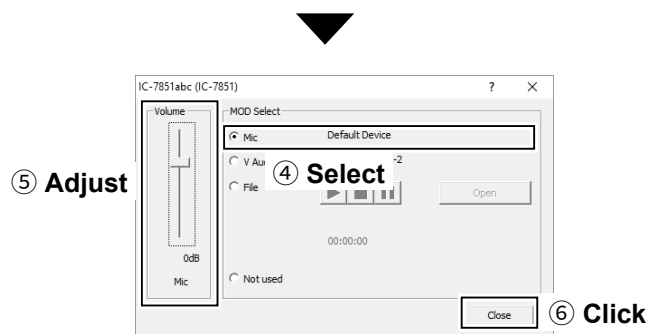 IC-7851abc (IC-7851)
?
Volume
MOD Select
Mic
Default Device
V Au
-2
④ Select
⑤ Adjust
File
Open
00:00:00
0dB
Mic
Not used
Close
⑥ Click